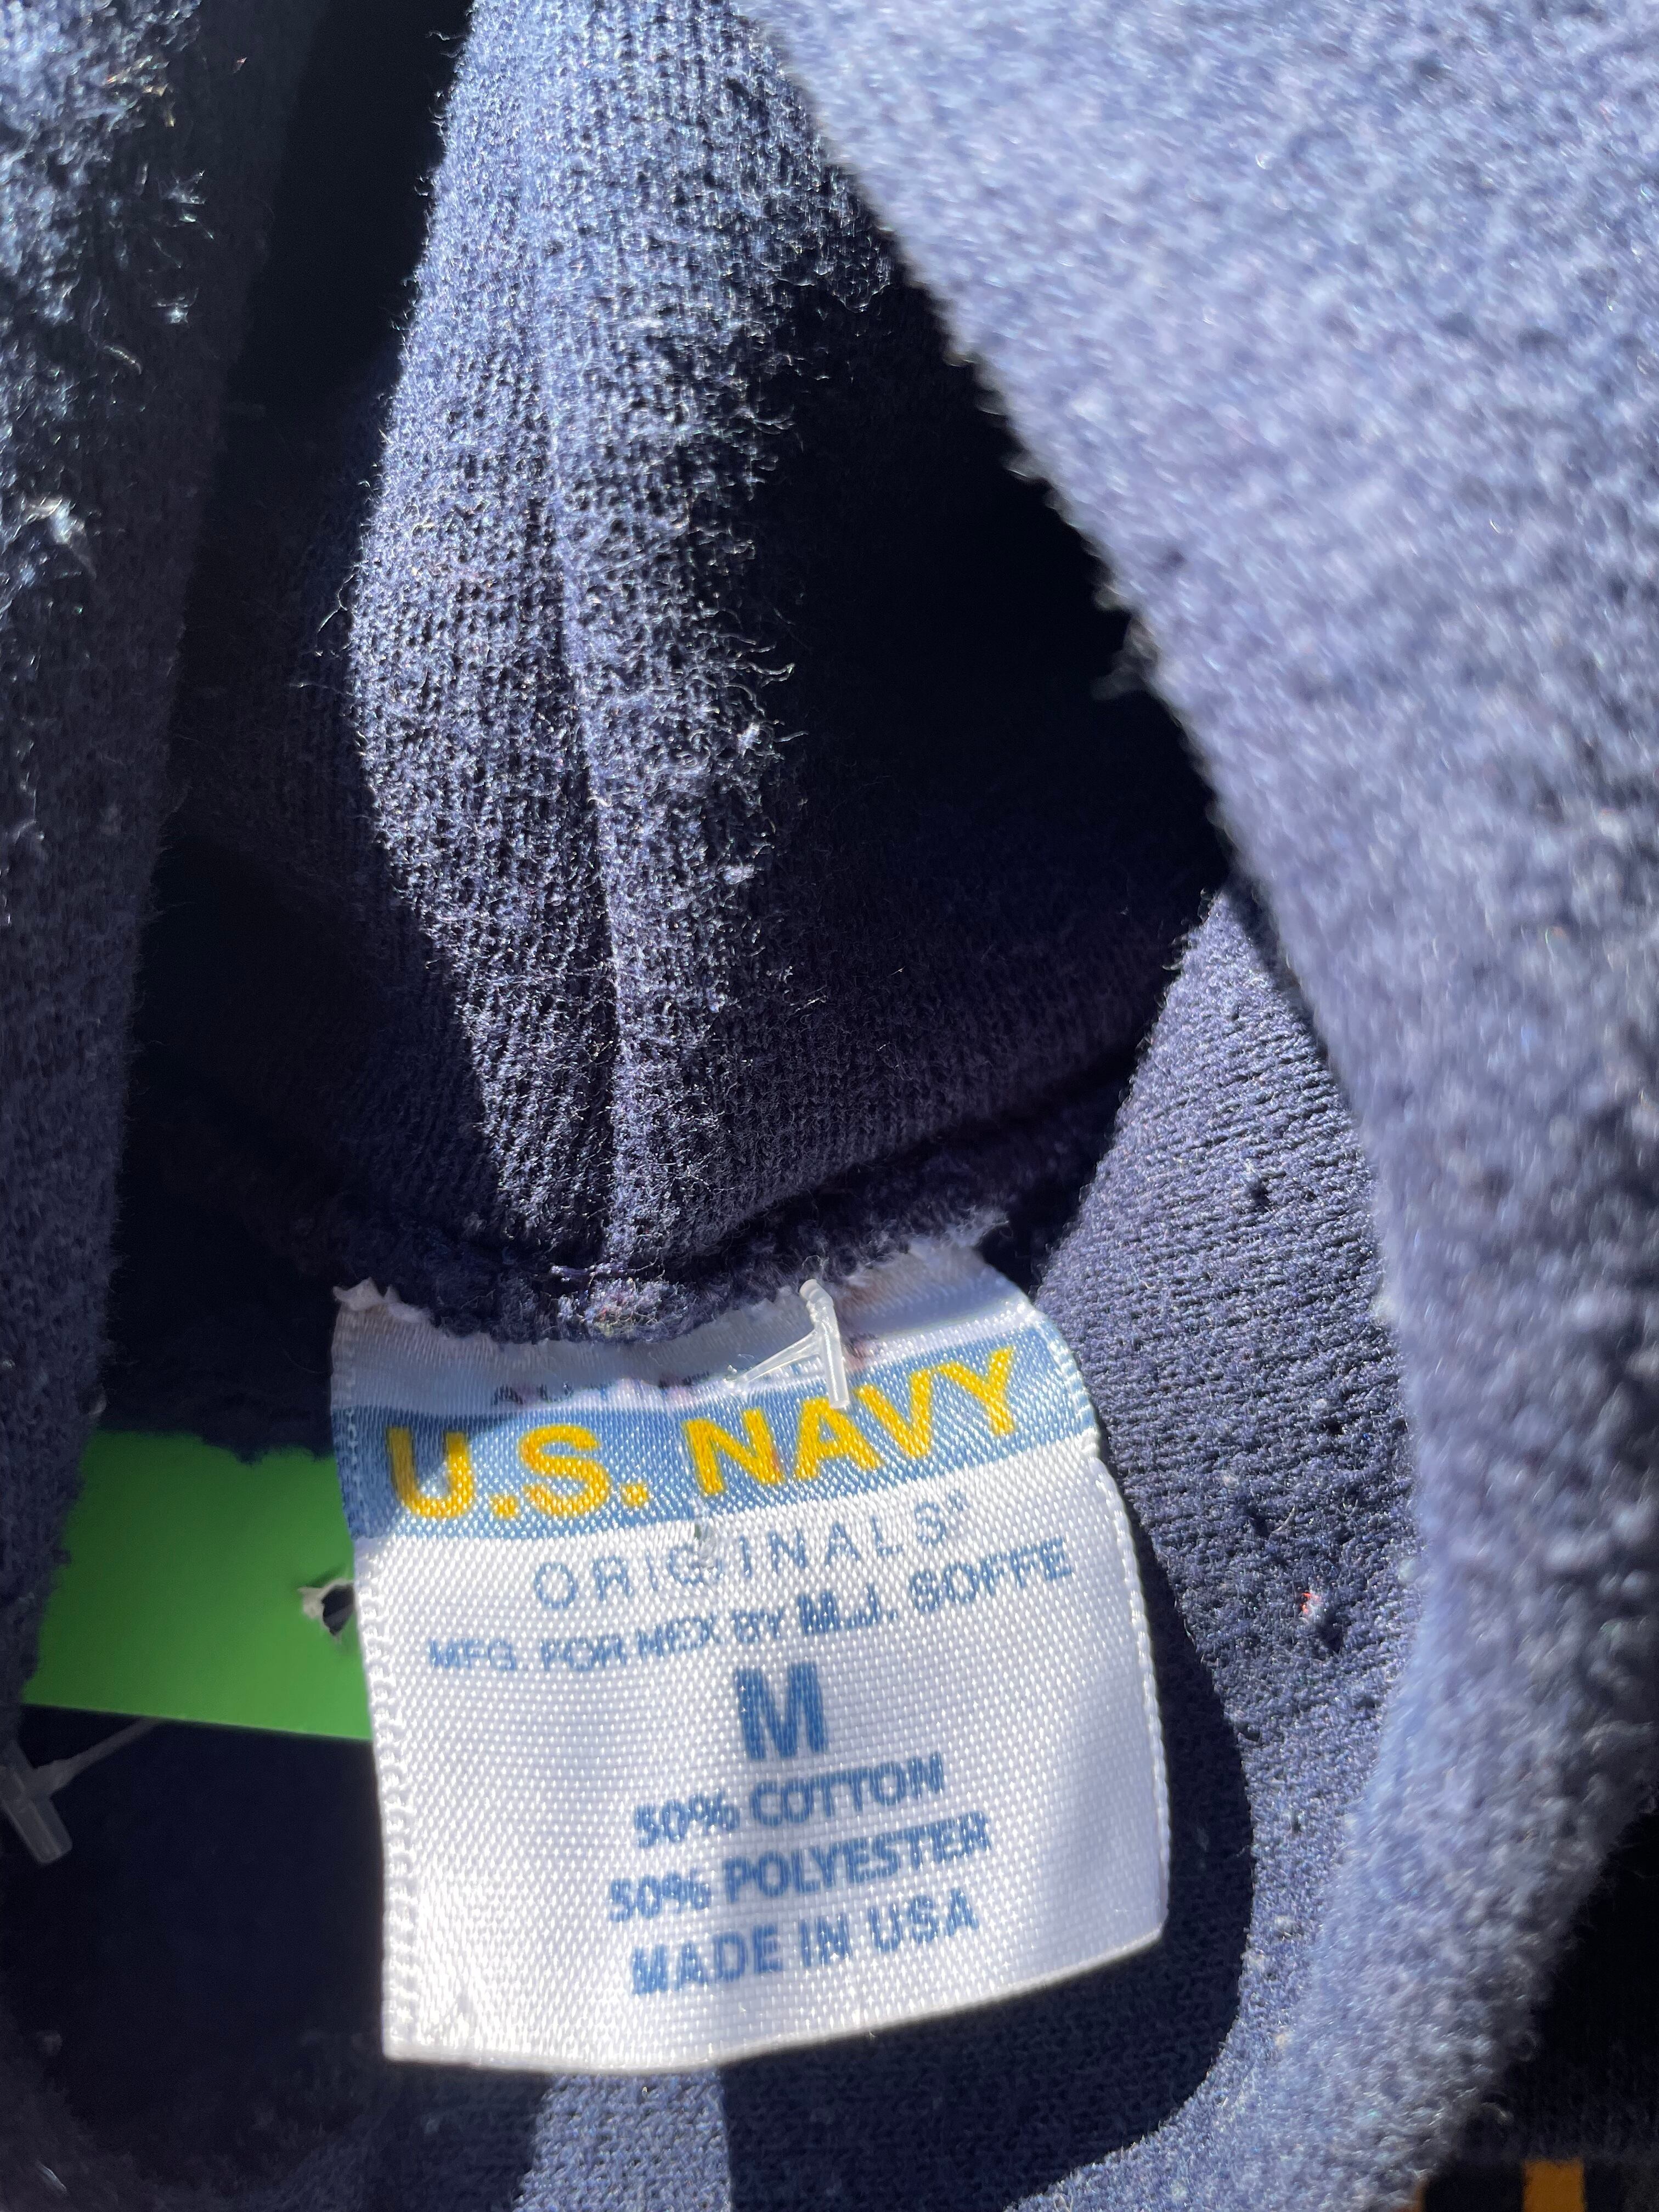 U.S. NAVY
ORIGINALS
MFG. FOR NEX BY M.J. SOFFE
M
50% COTTON
50% POLYESTER
MADE IN USA